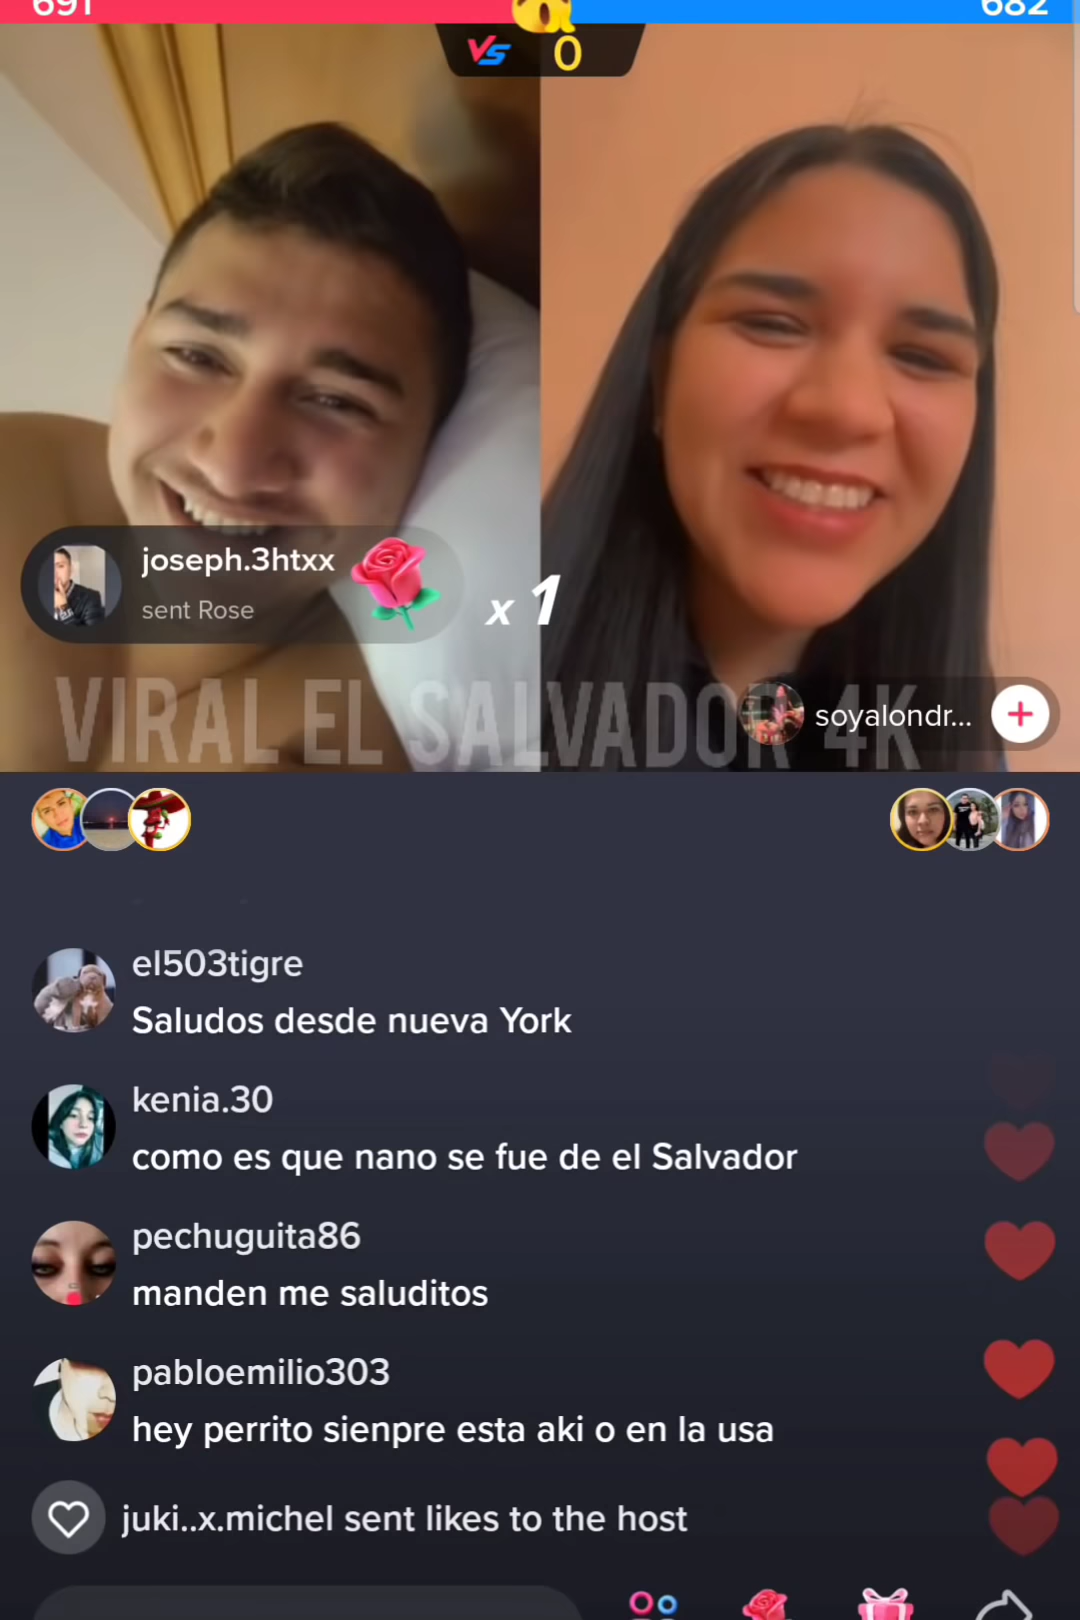 691
682
VS 0
joseph.3htxx
sent Rose
x 1
VIRAL EL SALVADOR 4K
soyalondr...
el503tigre
Saludos desde nueva York
kenia.30
como es que nano se fue de el Salvador
pechuguita86
manden me saluditos
pabloemilio303
hey perrito sienpre esta aki o en la usa
juki..x.michel sent likes to the host